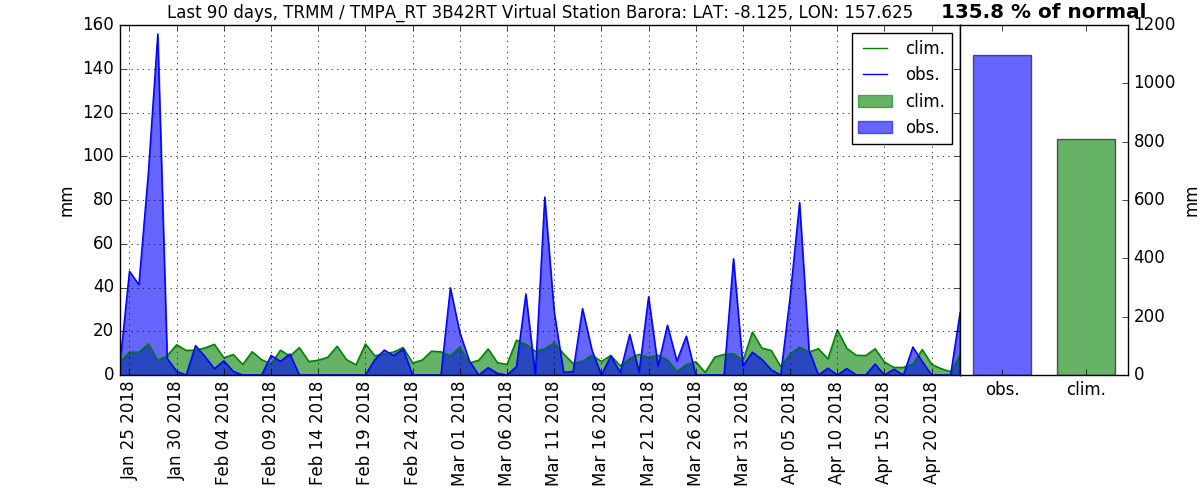 Last 90 days, TRMM / TMPA_RT 3B42RT Virtual Station Barora: LAT: -8.125, LON: 157.625
135.8 % of normal
160
140
120
100
80
60
40
20
0
mm
clim.
obs.
clim.
obs.
Jan 25 2018
Jan 30 2018
Feb 04 2018
Feb 09 2018
Feb 14 2018
Feb 19 2018
Feb 24 2018
Mar 01 2018
Mar 06 2018
Mar 11 2018
Mar 16 2018
Mar 21 2018
Mar 26 2018
Mar 31 2018
Apr 05 2018
Apr 10 2018
Apr 15 2018
Apr 20 2018
1200
1000
800
600
400
200
0
mm
obs.
clim.